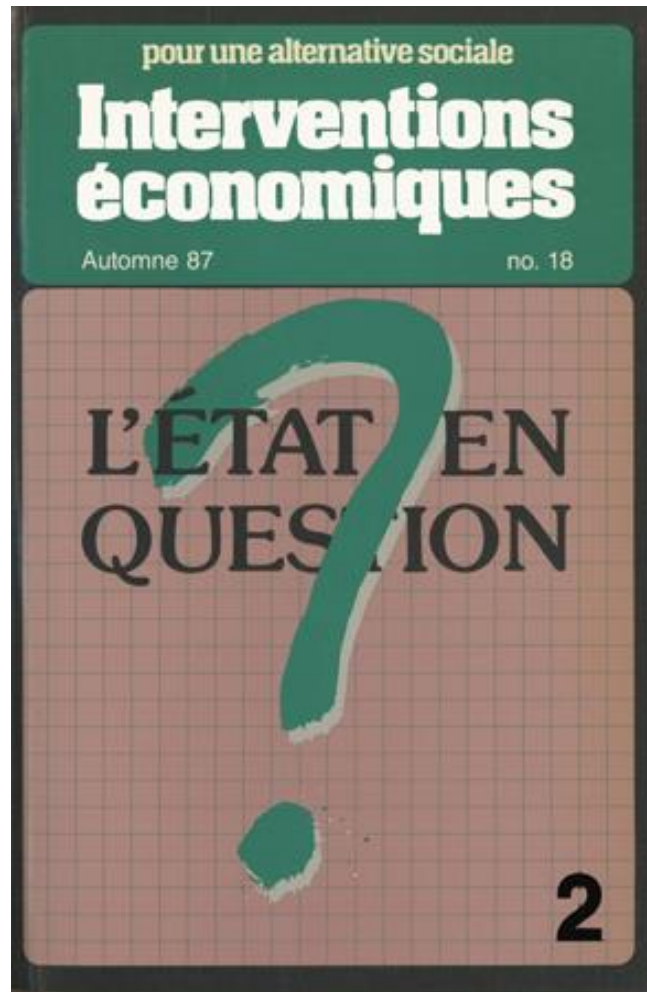 pour une alternative sociale
Interventions
économiques
Automne 87 no. 18
L'ÉTAT EN
QUESTION
?
2